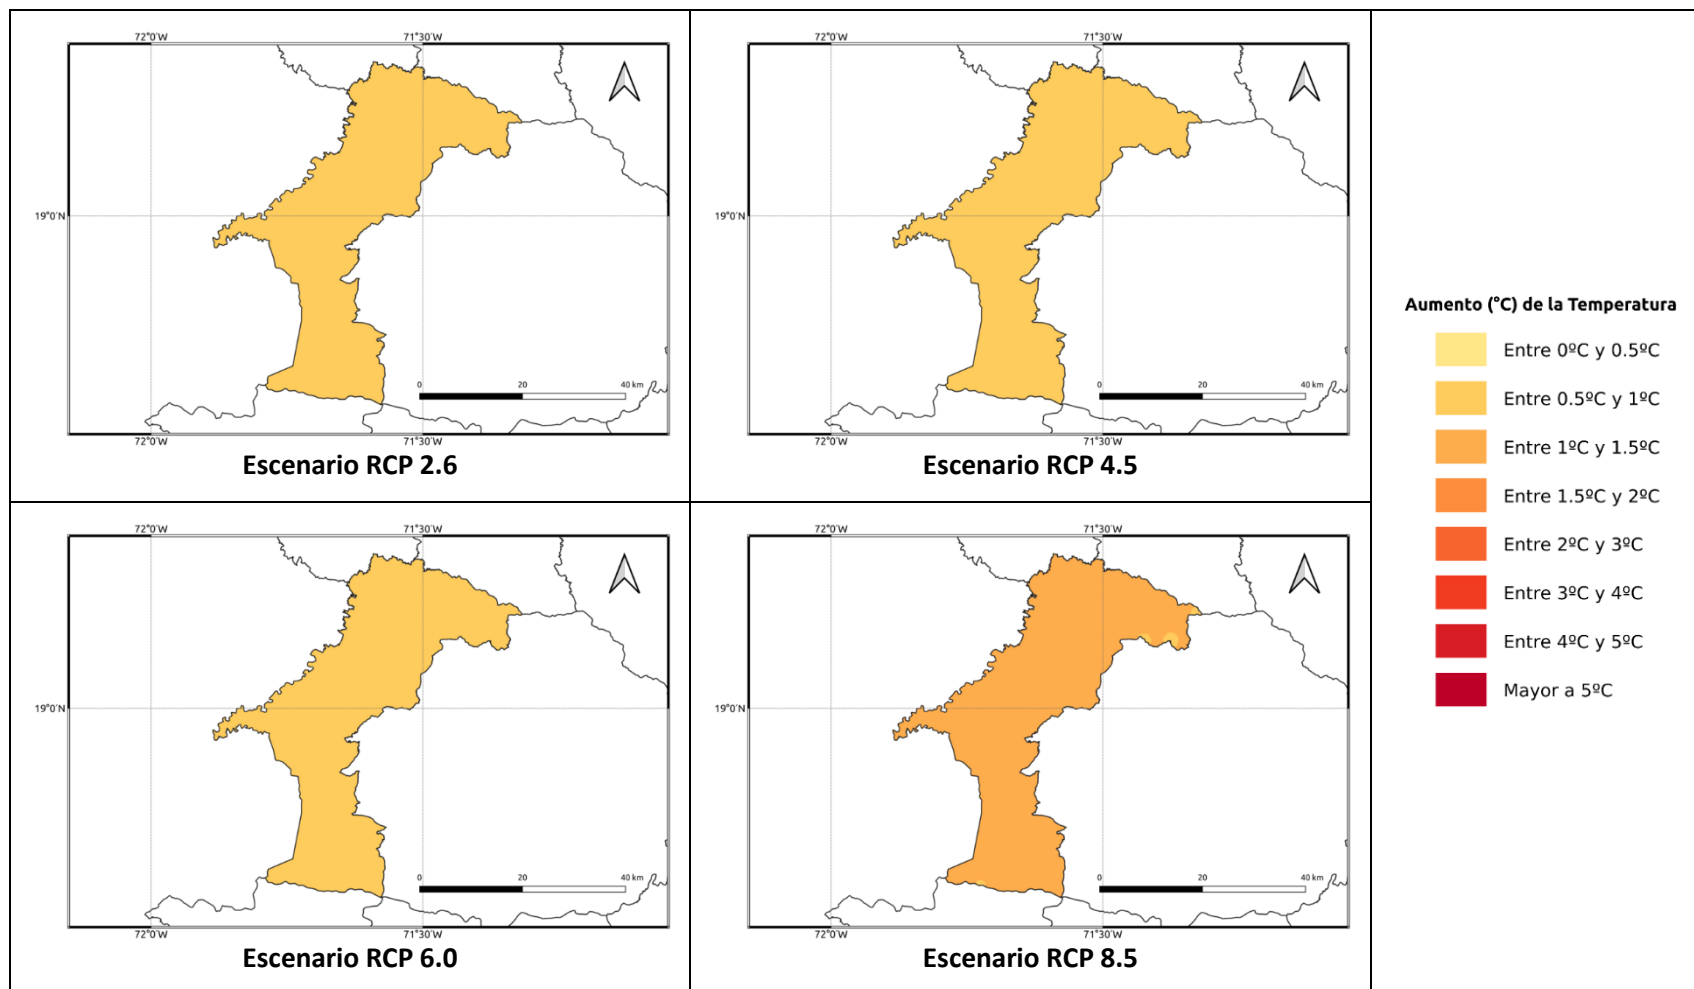 72°0'W 71°30'W
19°0'N
0 20 40 km
72°0'W 71°30'W
Escenario RCP 2.6
72°0'W 71°30'W
19°0'N
0 20 40 km
72°0'W 71°30'W
Escenario RCP 4.5
72°0'W 71°30'W
19°0'N
0 20 40 km
72°0'W 71°30'W
Escenario RCP 6.0
72°0'W 71°30'W
19°0'N
0 20 40 km
72°0'W 71°30'W
Escenario RCP 8.5
Aumento (°C) de la Temperatura
Entre 0ºC y 0.5ºC
Entre 0.5ºC y 1ºC
Entre 1ºC y 1.5ºC
Entre 1.5ºC y 2ºC
Entre 2ºC y 3ºC
Entre 3ºC y 4ºC
Entre 4ºC y 5ºC
Mayor a 5ºC